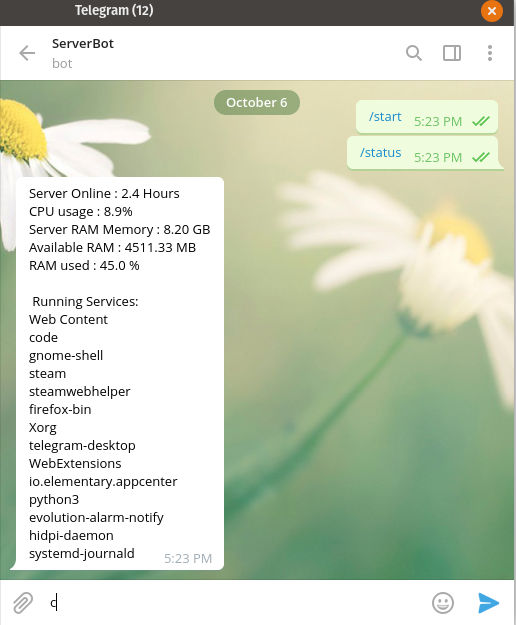 Telegram (12)
ServerBot
bot
October 6
/start 5:23 PM
/status 5:23 PM
Server Online : 2.4 Hours
CPU usage : 8.9%
Server RAM Memory : 8.20 GB
Available RAM : 4511.33 MB
RAM used : 45.0 %
Running Services:
Web Content
code
gnome-shell
steam
steamwebhelper
firefox-bin
Xorg
telegram-desktop
WebExtensions
io.elementary.appcenter
python3
evolution-alarm-notify
hidpi-daemon
systemd-journald
5:23 PM
c